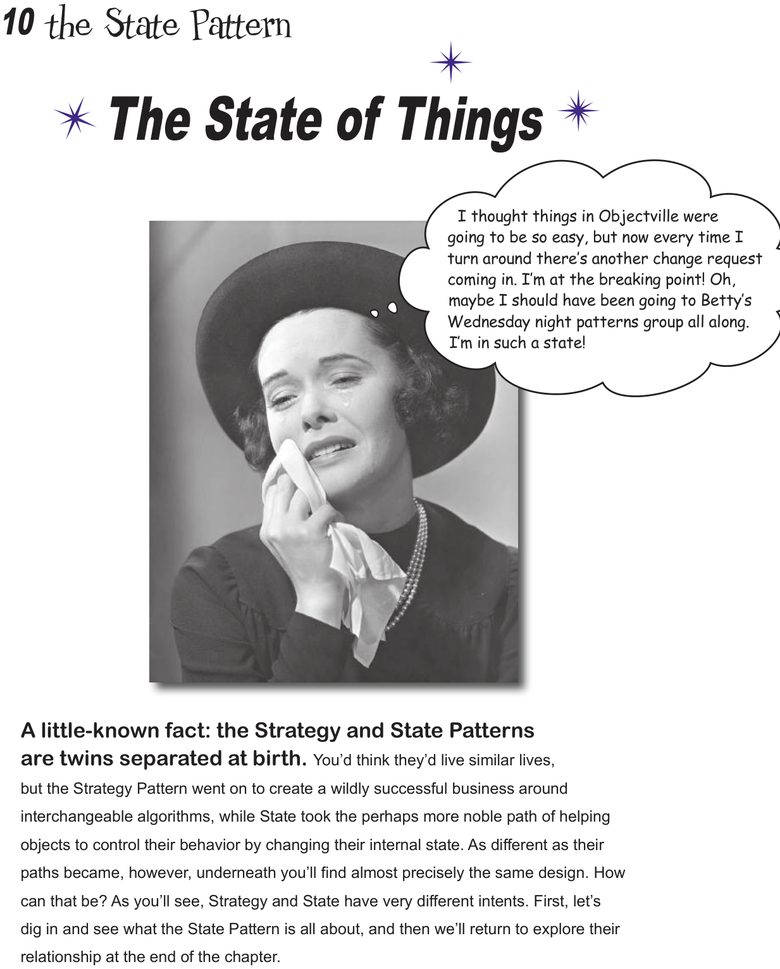 10 the State Pattern
The State of Things
I thought things in Objectville were
going to be so easy, but now every time I
turn around there's another change request
coming in. I'm at the breaking point! Oh,
maybe I should have been going to Betty's
Wednesday night patterns group all along.
I'm in such a state!
A little-known fact: the Strategy and State Patterns
are twins separated at birth. You'd think they'd live similar lives,
but the Strategy Pattern went on to create a wildly successful business around
interchangeable algorithms, while State took the perhaps more noble path of helping
objects to control their behavior by changing their internal state. As different as their
paths became, however, underneath you'll find almost precisely the same design. How
can that be? As you'll see, Strategy and State have very different intents. First, let's
dig in and see what the State Pattern is all about, and then we'll return to explore their
relationship at the end of the chapter.